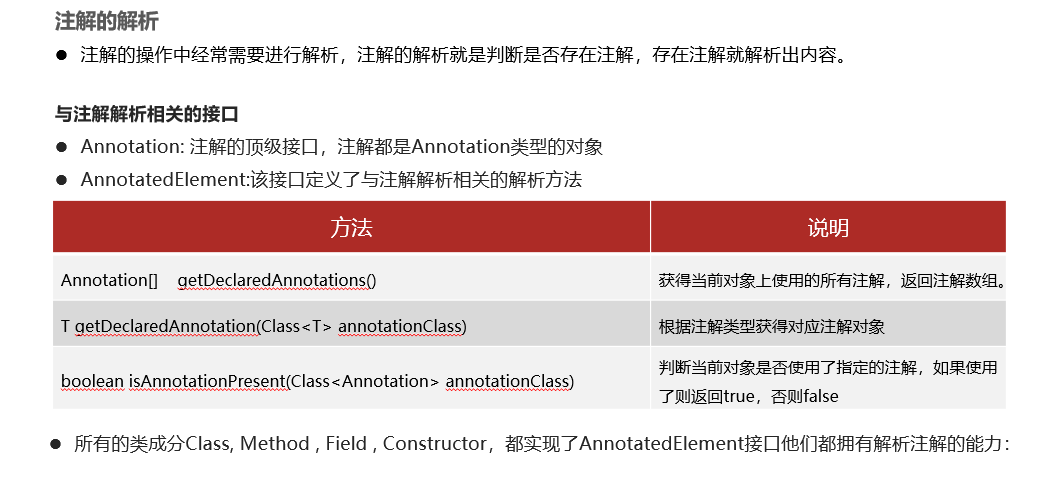 注解的解析
● 注解的操作中经常需要进行解析，注解的解析就是判断是否存在注解，存在注解就解析出内容。
与注解解析相关的接口
● Annotation: 注解的顶级接口，注解都是Annotation类型的对象
● AnnotatedElement:该接口定义了与注解解析相关的解析方法
方法 说明
Annotation[] getDeclaredAnnotations() 获得当前对象上使用的所有注解，返回注解数组。
T getDeclaredAnnotation(Class<T> annotationClass) 根据注解类型获得对应注解对象
boolean isAnnotationPresent(Class<Annotation> annotationClass) 判断当前对象是否使用了指定的注解，如果使用
了则返回true，否则false
● 所有的类成分Class, Method , Field , Constructor，都实现了AnnotatedElement接口他们都拥有解析注解的能力：